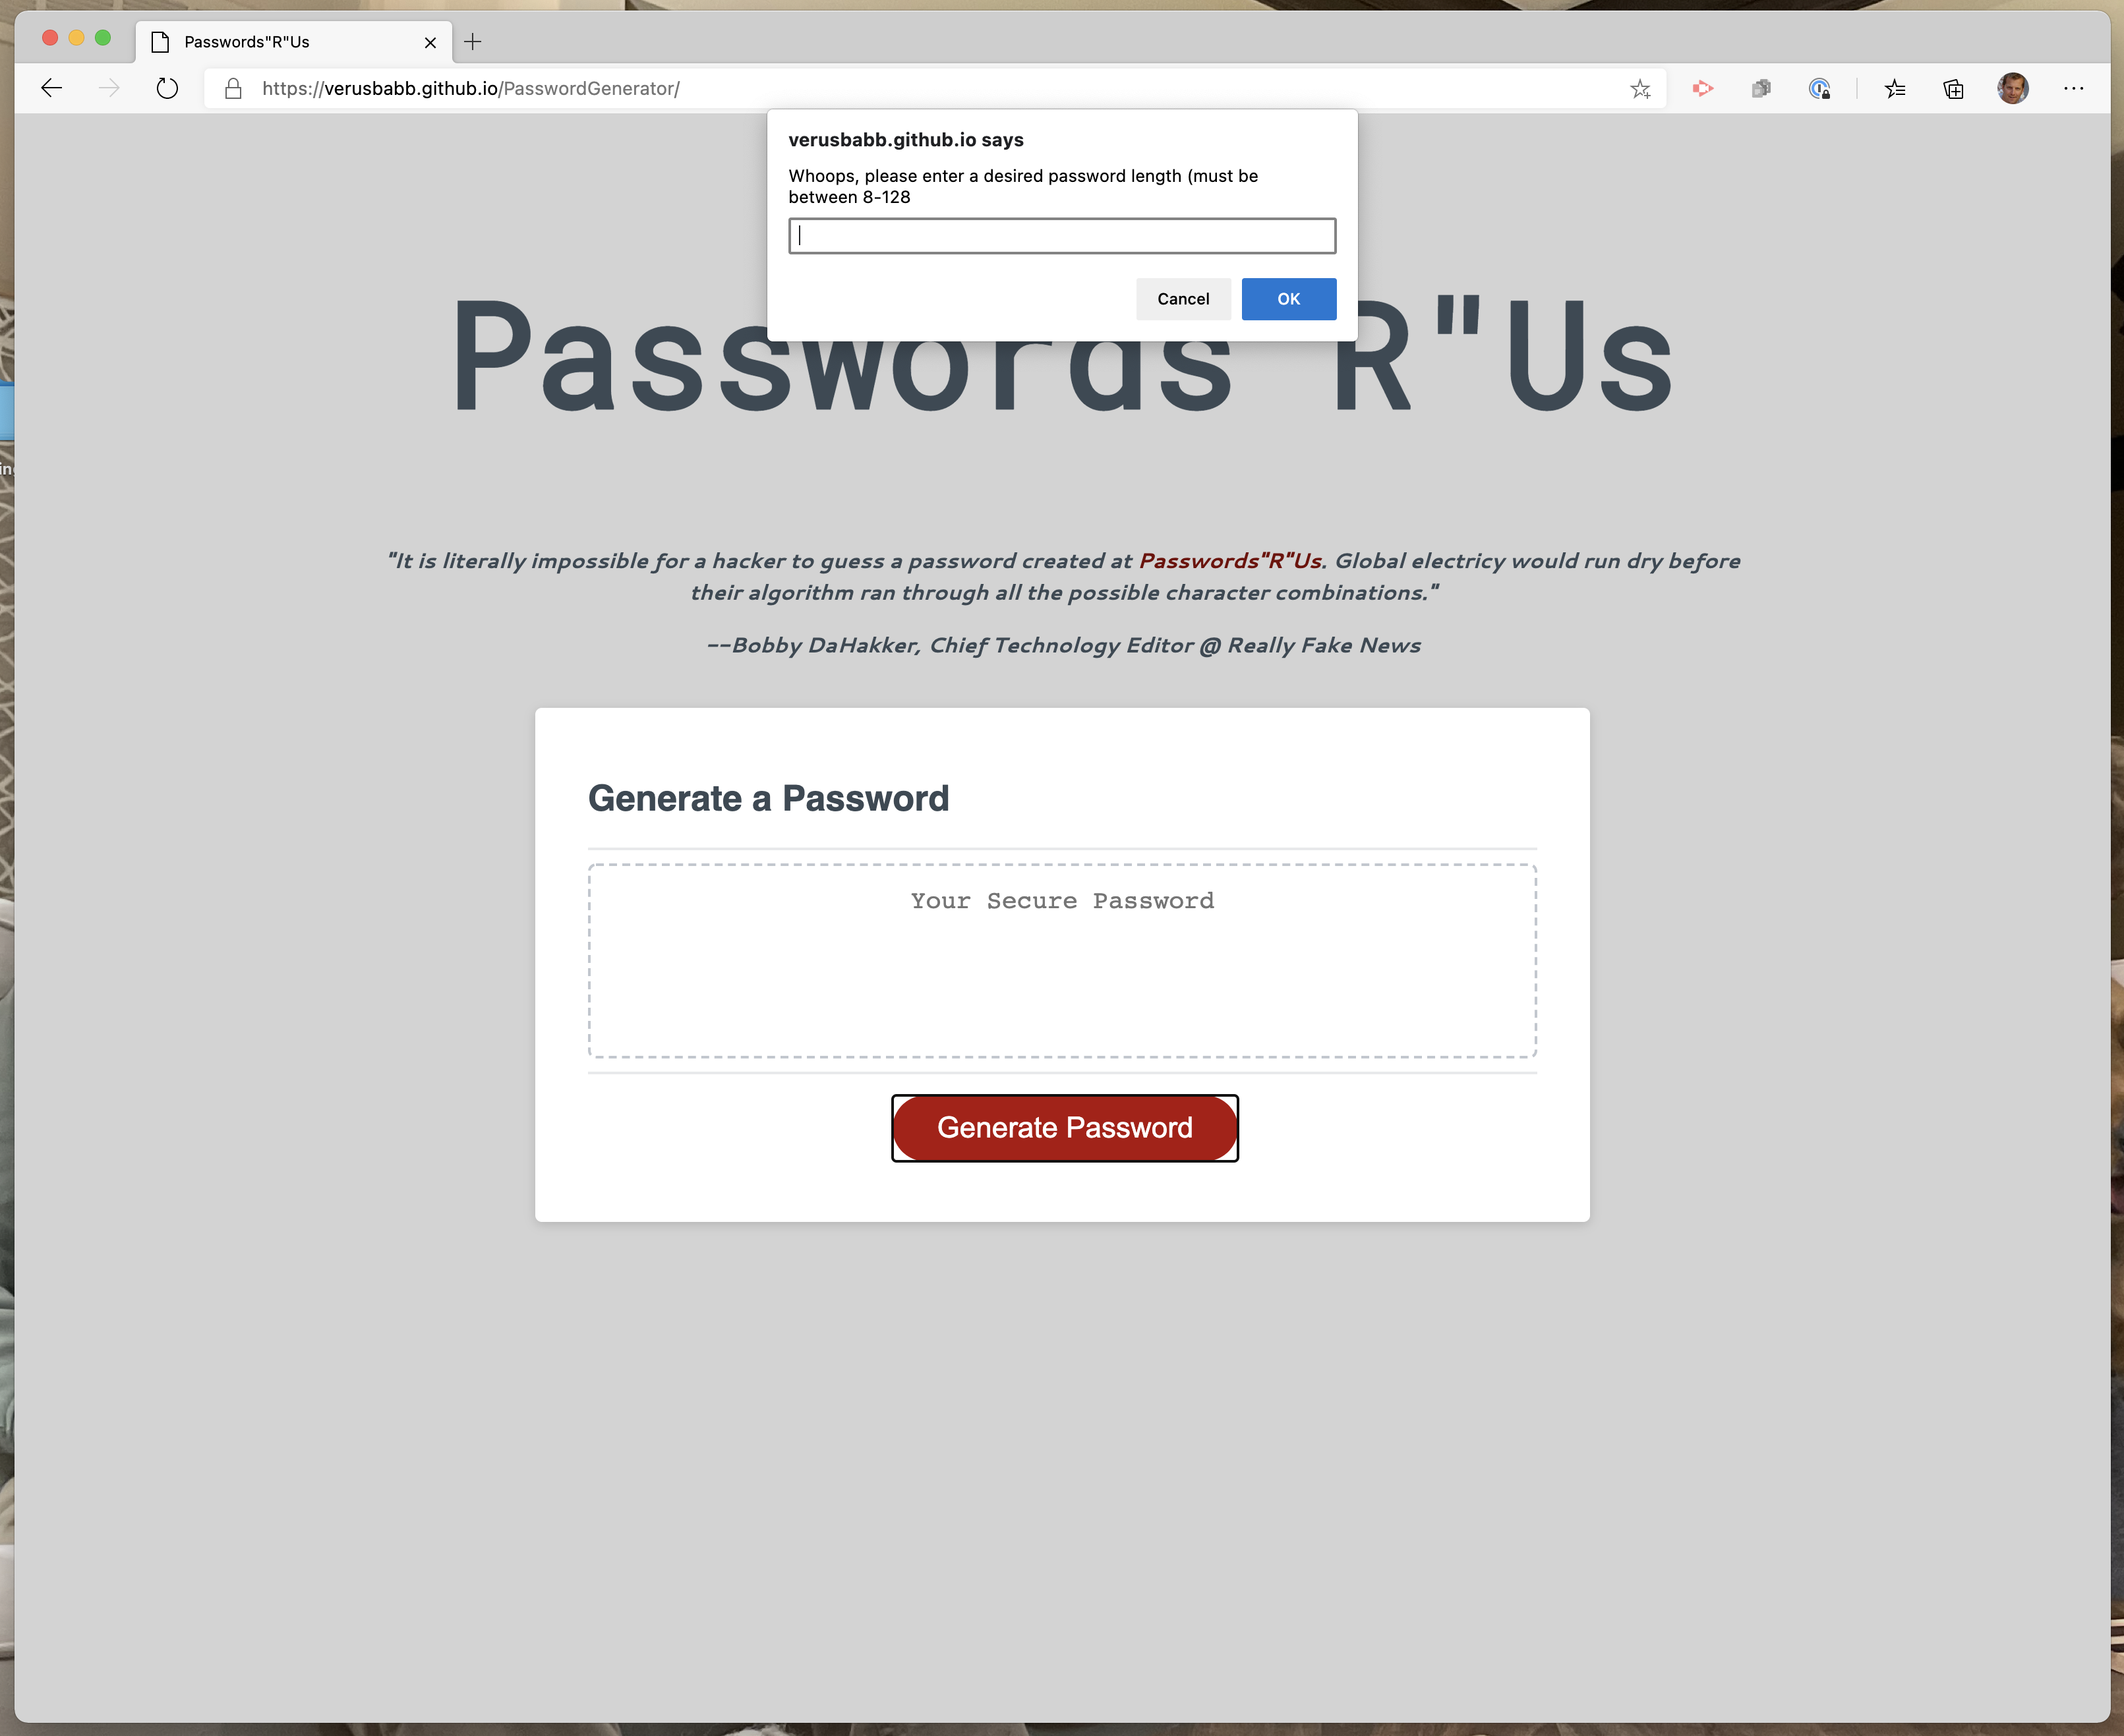 Passwords"R"Us
https://verusbabb.github.io/PasswordGenerator/
verusbabb.github.io says
Whoops, please enter a desired password length (must be
between 8-128
Cancel
OK
Passwords R"Us
"It is literally impossible for a hacker to guess a password created at Passwords"R"Us. Global electricy would run dry before
their algorithm ran through all the possible character combinations."
--Bobby DaHakker, Chief Technology Editor @ Really Fake News
Generate a Password
Your Secure Password
Generate Password